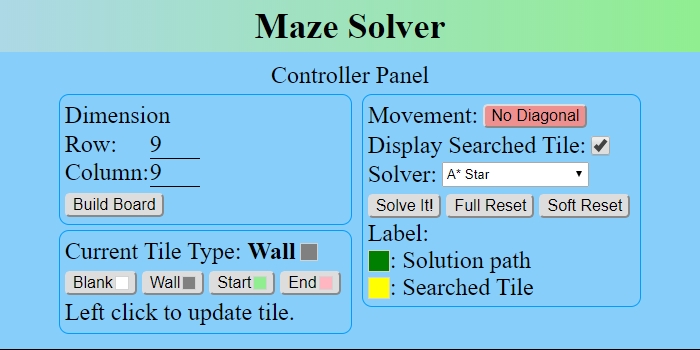 Maze Solver
Controller Panel
Dimension
Row: 9
Column: 9
Build Board
Current Tile Type: Wall
Blank Wall Start End
Left click to update tile.
Movement: No Diagonal
Display Searched Tile:
Solver: A* Star
Solve It! Full Reset Soft Reset
Label:
: Solution path
: Searched Tile